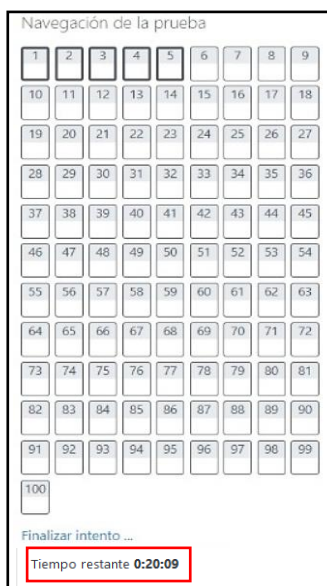 Navegación de la prueba
1 2 3 4 5 6 7 8 9
10 11 12 13 14 15 16 17 18
19 20 21 22 23 24 25 26 27
28 29 30 31 32 33 34 35 36
37 38 39 40 41 42 43 44 45
46 47 48 49 50 51 52 53 54
55 56 57 58 59 60 61 62 63
64 65 66 67 68 69 70 71 72
73 74 75 76 77 78 79 80 81
82 83 84 85 86 87 88 89 90
91 92 93 94 95 96 97 98 99
100
Finalizar intento ...
Tiempo restante 0:20:09